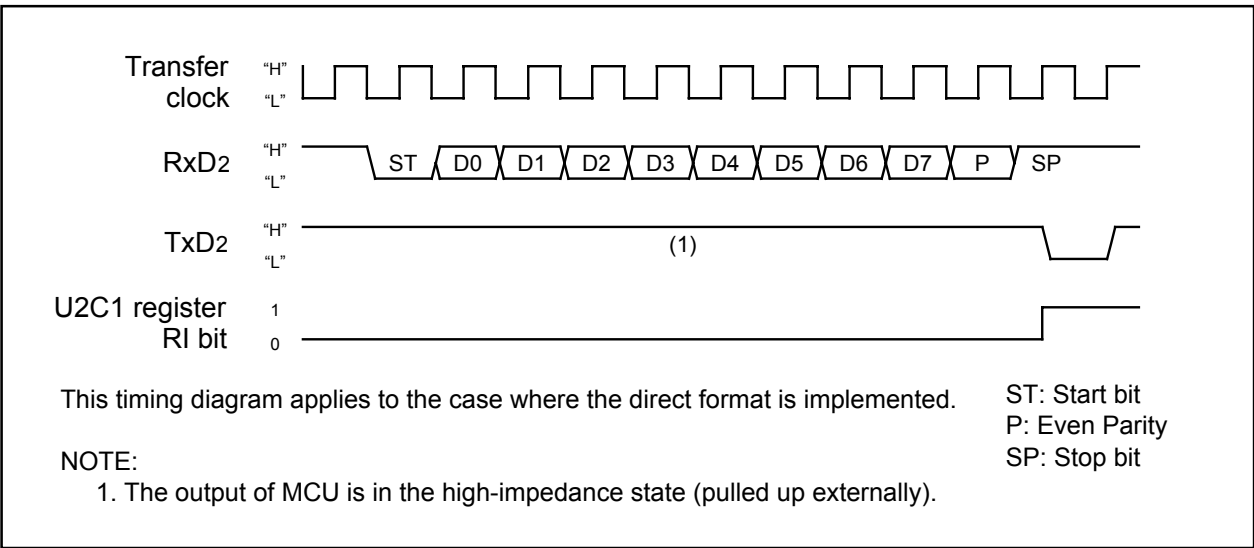 Transfer clock "H" "L"
RxD2 "H" "L" ST D0 D1 D2 D3 D4 D5 D6 D7 P SP
TxD2 "H" "L" (1)
U2C1 register RI bit 1 0
This timing diagram applies to the case where the direct format is implemented.
ST: Start bit
P: Even Parity
SP: Stop bit
NOTE:
1. The output of MCU is in the high-impedance state (pulled up externally).